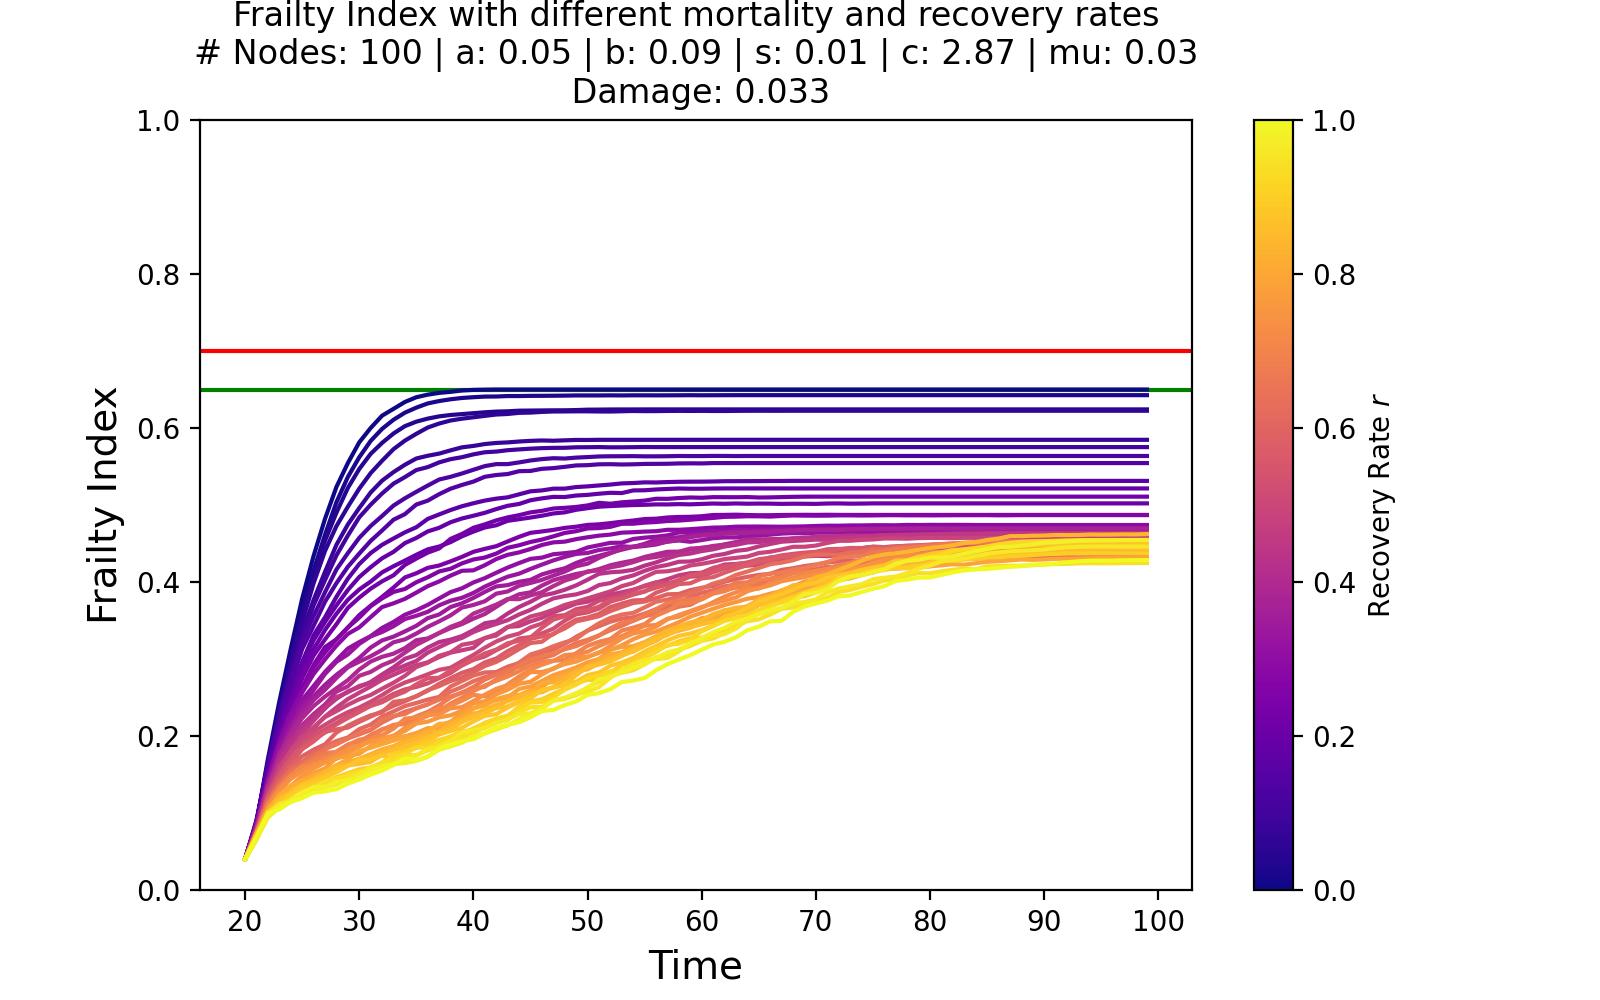 Frailty Index with different mortality and recovery rates
# Nodes: 100 | a: 0.05 | b: 0.09 | s: 0.01 | c: 2.87 | mu: 0.03
Damage: 0.033
1.0
0.8
0.6
0.4
0.2
0.0
Frailty Index
20 30 40 50 60 70 80 90 100
Time
1.0
0.8
0.6
0.4
0.2
0.0
Recovery Rate r